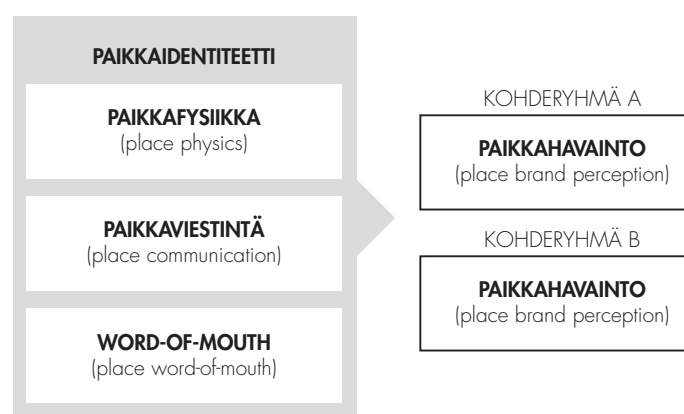 PAIKKAIDENTITEETTI
PAIKKAFYSIIKKA
(place physics)
PAIKKAVIESTINTÄ
(place communication)
WORD-OF-MOUTH
(place word-of-mouth)
KOHDERYHMÄ A
PAIKKAHAVAINTO
(place brand perception)
KOHDERYHMÄ B
PAIKKAHAVAINTO
(place brand perception)